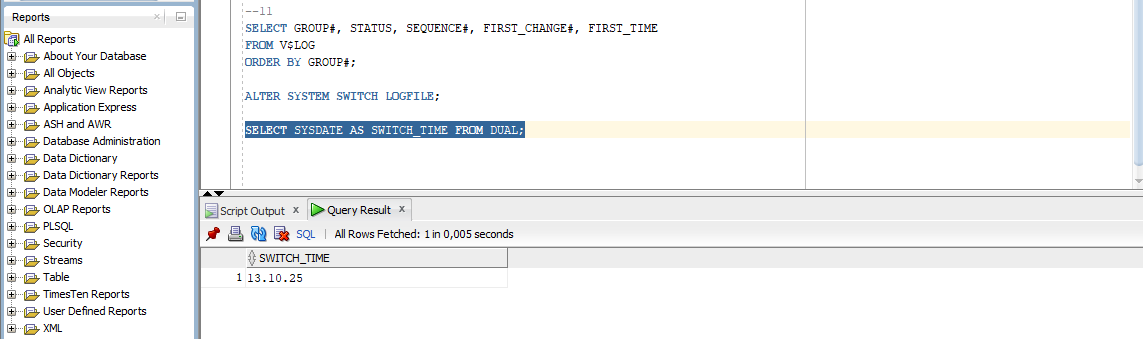 Reports
All Reports
About Your Database
All Objects
Analytic View Reports
Application Express
ASH and AWR
Database Administration
Data Dictionary
Data Dictionary Reports
Data Modeler Reports
OLAP Reports
PLSQL
Security
Streams
Table
TimesTen Reports
User Defined Reports
XML
--11
SELECT GROUP#, STATUS, SEQUENCE#, FIRST_CHANGE#, FIRST_TIME
FROM V$LOG
ORDER BY GROUP#;
ALTER SYSTEM SWITCH LOGFILE;
SELECT SYSDATE AS SWITCH_TIME FROM DUAL;
Script Output x Query Result x
SQL | All Rows Fetched: 1 in 0,005 seconds
SWITCH_TIME
1 13.10.25